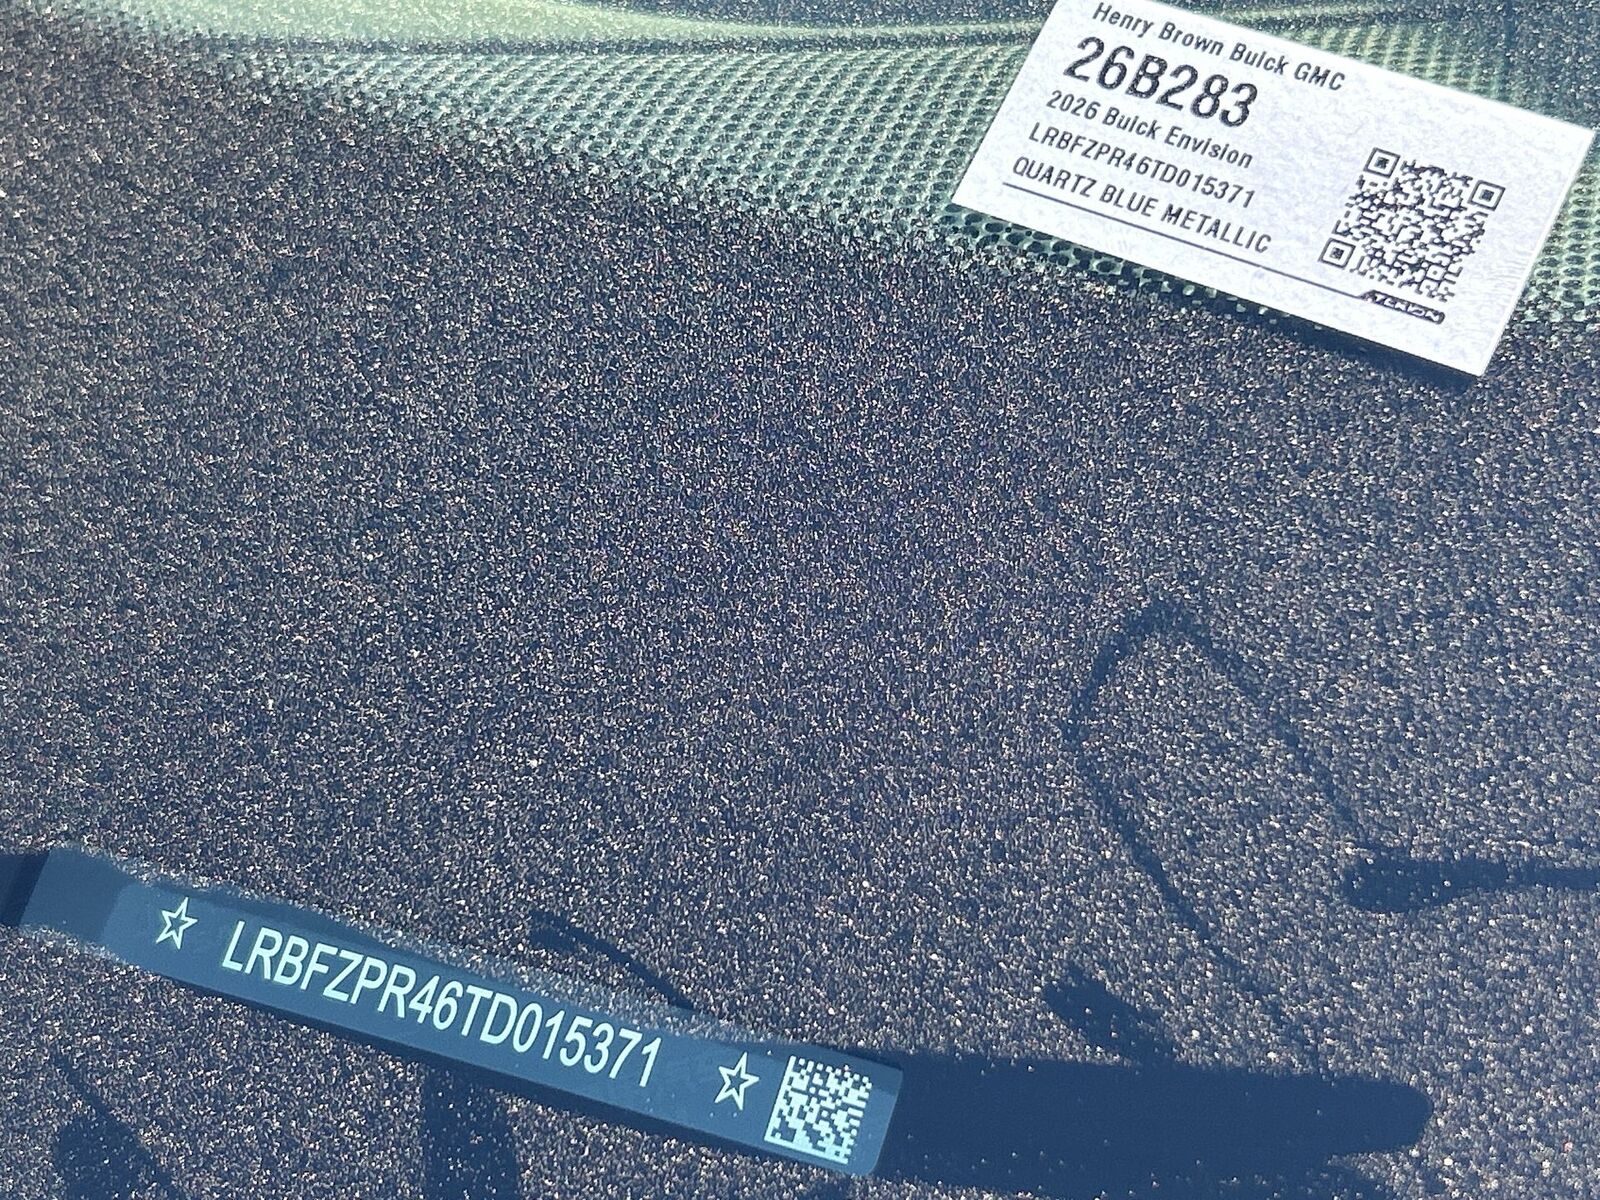 Henry Brown Buick GMC
26B283
2026 Buick Envision
LRBFZPR46TD015371
QUARTZ BLUE METALLIC
☆ LRBFZPR46TD015371 ☆